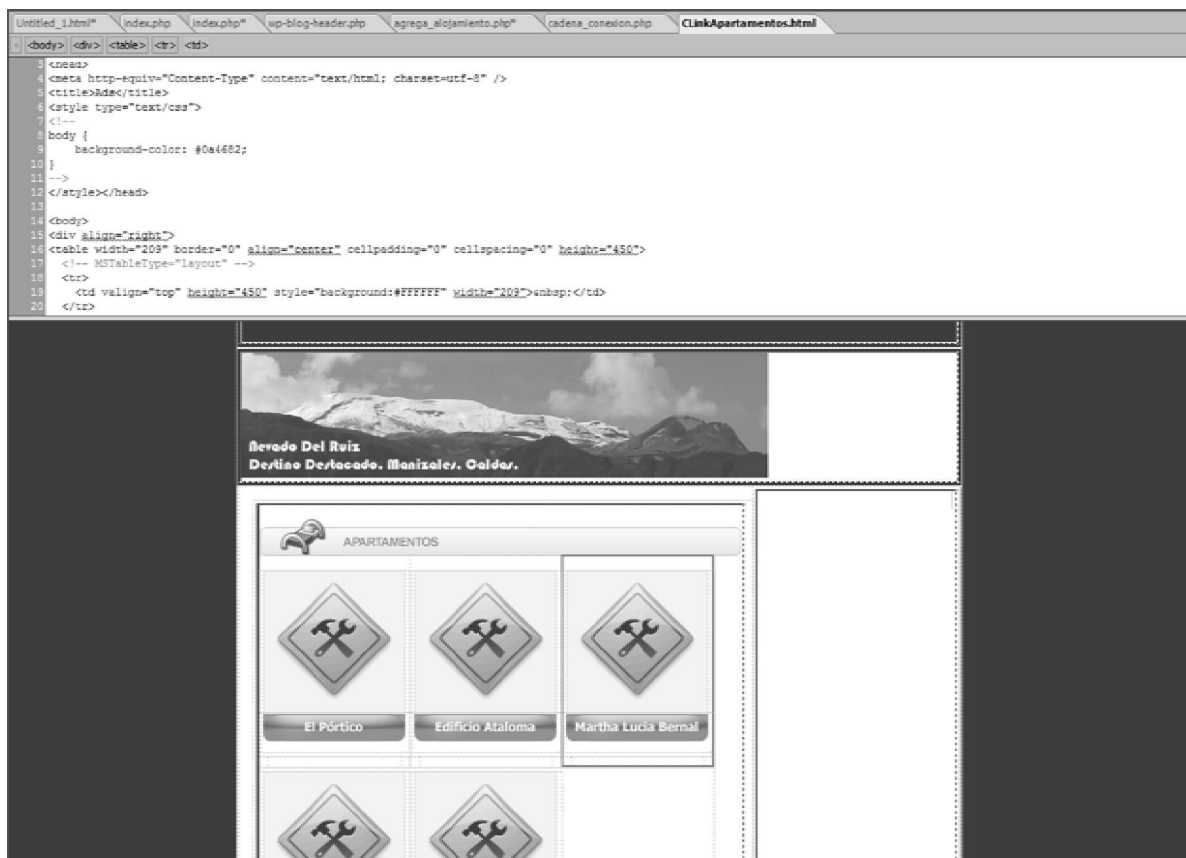 Untitled_1.html* index.php index.php* wp-blog-header.php agrega_alojamiento.php* cadena_conexion.php CLinkApartamentos.html
<body> <div> <table> <tr> <td>
3 <head>
4 <meta http-equiv="Content-Type" content="text/html; charset=utf-8" />
5 <title>Ads</title>
6 <style type="text/css">
7 <!--
8 body {
9 background-color: #0a4682;
10 }
11 -->
12 </style></head>
13
14 <body>
15 <div align="right">
16 <table width="209" border="0" align="center" cellpadding="0" cellspacing="0" height="450">
17 <!-- MSTableType="layout" -->
18 <tr>
19 <td valign="top" height="450" style="background:#FFFFFF" width="209">&nbsp;</td>
20 </tr>
Nevado Del Ruiz
Destino Destacado. Manizales. Caldas.
APARTAMENTOS
El Pórtico
Edificio Ataloma
Martha Lucia Bernal